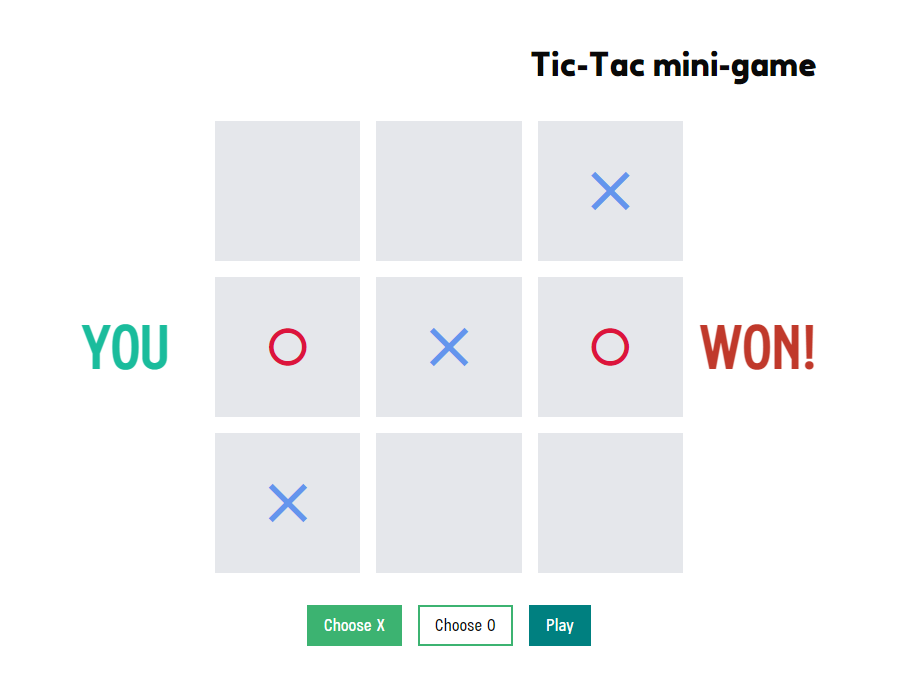 Tic-Tac mini-game
YOU
WON!
Choose X
Choose O
Play